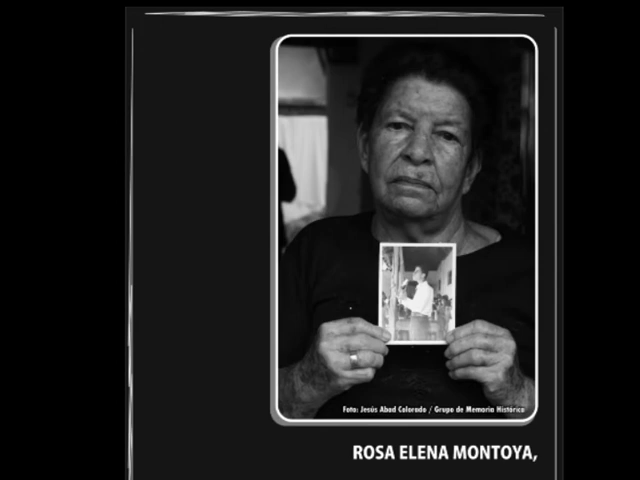 Foto: Jesús Abad Colorado / Grupo de Memoria Histórica
ROSA ELENA MONTOYA,